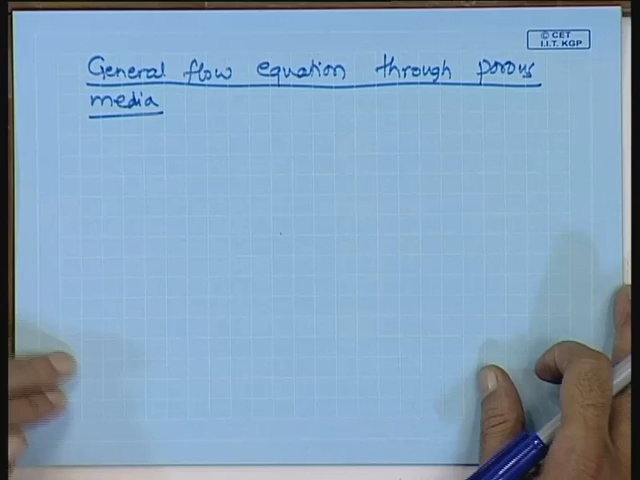 © CET
I.I.T. KGP
General flow equation through porous
media